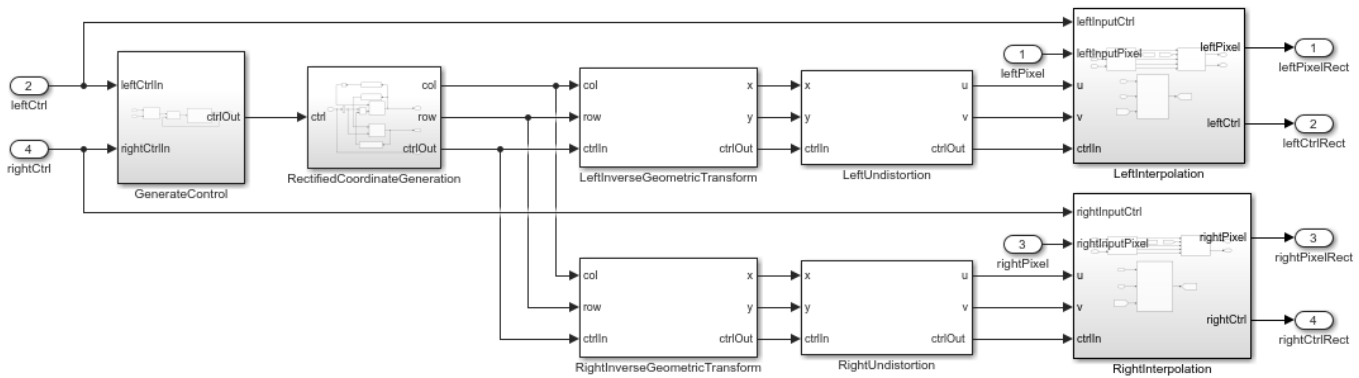 2
leftCtrl
4
rightCtrl
leftCtrlIn
rightCtrlIn
ctrlOut
GenerateControl
ctrl
col
row
ctrlOut
RectifiedCoordinateGeneration
col
row
ctrlIn
x
y
ctrlOut
LeftInverseGeometricTransform
x
y
ctrlIn
u
v
ctrlOut
LeftUndistortion
1
leftPixel
leftInputCtrl
leftInputPixel
u
v
ctrlIn
leftPixel
leftCtrl
LeftInterpolation
1
leftPixelRect
2
leftCtrlRect
col
row
ctrlIn
x
y
ctrlOut
RightInverseGeometricTransform
x
y
ctrlIn
u
v
ctrlOut
RightUndistortion
3
rightPixel
rightInputCtrl
rightInputPixel
u
v
ctrlIn
rightPixel
rightCtrl
RightInterpolation
3
rightPixelRect
4
rightCtrlRect